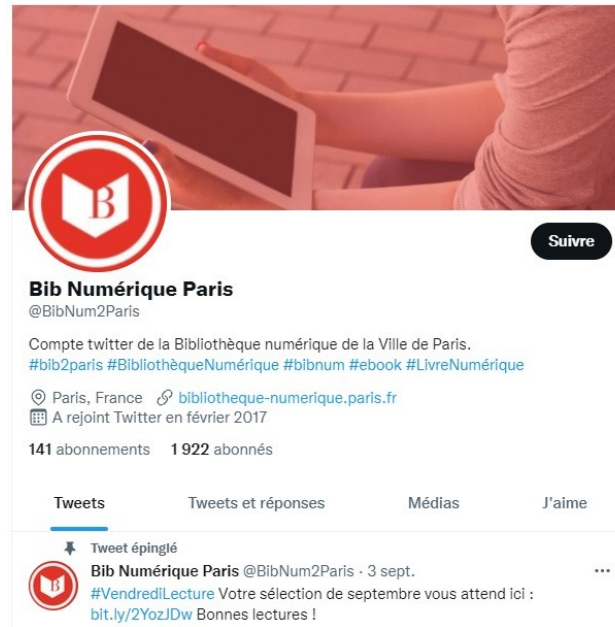 B
Suivre
Bib Numérique Paris
@BibNum2Paris
Compte twitter de la Bibliothèque numérique de la Ville de Paris.
#bib2paris #BibliothèqueNumérique #bibnum #ebook #LivreNumérique
Paris, France bibliotheque-numerique.paris.fr
A rejoint Twitter en février 2017
141 abonnements 1 922 abonnés
Tweets Tweets et réponses Médias J'aime
Tweet épinglé
Bib Numérique Paris @BibNum2Paris · 3 sept. ...
B
#VendrediLecture Votre sélection de septembre vous attend ici :
bit.ly/2YozJDw Bonnes lectures !